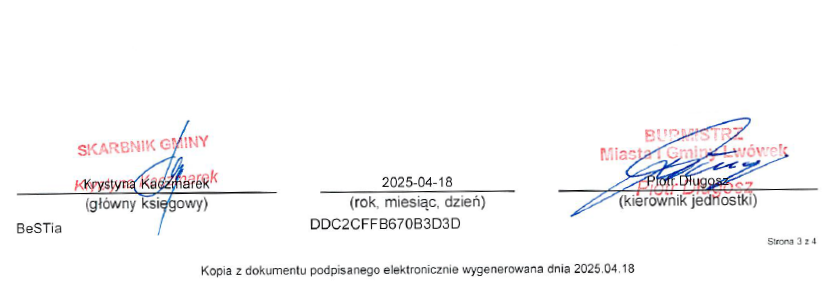 SKARBNIK GMINY
Krystyna Kaczmarek
Krystyna Kaczmarek
(główny księgowy)
2025-04-18
(rok, miesiąc, dzień)
BURMISTRZ
Miasta i Gminy Lwówek
Piotr Długosz
Piotr Długosz
(kierownik jednostki)
BeSTia
DDC2CFFB670B3D3D
Strona 3 z 4
Kopia z dokumentu podpisanego elektronicznie wygenerowana dnia 2025.04.18